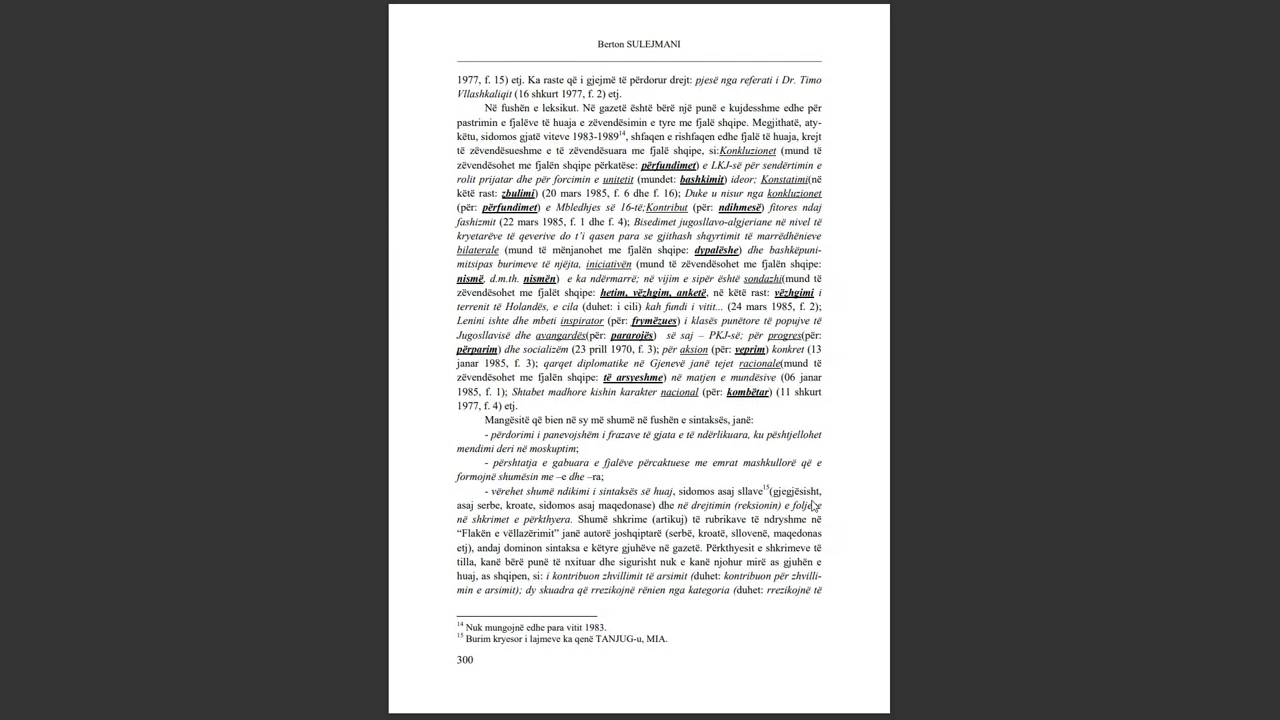 Berton SULEJMANI
1977, f. 15) etj. Ka raste që i gjejmë të përdorur drejt: pjesë nga referati i Dr. Timo
Vllashkaliqit (16 shkurt 1977, f. 2) etj.
Në fushën e leksikut. Në gazetë është bërë një punë e kujdesshme edhe për
pastrimin e fjalëve të huaja e zëvendësimin e tyre me fjalë shqipe. Megjithatë, aty-
këtu, sidomos gjatë viteve 1983-1989¹⁴, shfaqen e rishfaqen edhe fjalë të huaja, krejt
të zëvendësueshme e të zëvendësuara me fjalë shqipe, si:Konkluzionet (mund të
zëvendësohet me fjalën shqipe përkatëse: përfundimet) e LKJ-së për sendërtimin e
rolit prijatar dhe për forcimin e unitetit (mundet: bashkimit) ideor; Konstatimi(në
këtë rast: zbulimi) (20 mars 1985, f. 6 dhe f. 16); Duke u nisur nga konkluzionet
(për: përfundimet) e Mbledhjes së 16-të;Kontribut (për: ndihmesë) fitores ndaj
fashizmit (22 mars 1985, f. 1 dhe f. 4); Bisedimet jugosllavo-algjeriane në nivel të
kryetarëve të qeverive do t’i qasen para se gjithash shqyrtimit të marrëdhënieve
bilaterale (mund të mënjanohet me fjalën shqipe: dypalëshe) dhe bashkëpuni-
mitsipas burimeve të njëjta, iniciativën (mund të zëvendësohet me fjalën shqipe:
nismë, d.m.th. nismën) e ka ndërmarrë; në vijim e sipër është sondazhi(mund të
zëvendësohet me fjalët shqipe: hetim, vëzhgim, anketë, në këtë rast: vëzhgimi i
terrenit të Holandës, e cila (duhet: i cili) kah fundi i vitit... (24 mars 1985, f. 2);
Lenini ishte dhe mbeti inspirator (për: frymëzues) i klasës punëtore të popujve të
Jugosllavisë dhe avangardës(për: pararojës) së saj – PKJ-së; për progres(për:
përparim) dhe socializëm (23 prill 1970, f. 3); për aksion (për: veprim) konkret (13
janar 1985, f. 3); qarqet diplomatike në Gjenevë janë tejet racionale(mund të
zëvendësohet me fjalën shqipe: të arsyeshme) në matjen e mundësive (06 janar
1985, f. 1); Shtabet madhore kishin karakter nacional (për: kombëtar) (11 shkurt
1977, f. 4) etj.
Mangësitë që bien në sy më shumë në fushën e sintaksës, janë:
- përdorimi i panevojshëm i frazave të gjata e të ndërlikuara, ku pështjellohet
mendimi deri në moskuptim;
- përshtatja e gabuara e fjalëve përcaktuese me emrat mashkullorë që e
formojnë shumësin me –e dhe –ra;
- vërehet shumë ndikimi i sintaksës së huaj, sidomos asaj sllave¹⁵(gjegjësisht,
asaj serbe, kroate, sidomos asaj maqedonase) dhe në drejtimin (reksionin) e foljeve
në shkrimet e përkthyera. Shumë shkrime (artikuj) të rubrikave të ndryshme në
“Flakën e vëllazërimit” janë autorë joshqiptarë (serbë, kroatë, sllovenë, maqedonas
etj), andaj dominon sintaksa e këtyre gjuhëve në gazetë. Përkthyesit e shkrimeve të
tilla, kanë bërë punë të nxituar dhe sigurisht nuk e kanë njohur mirë as gjuhën e
huaj, as shqipen, si: i kontribuon zhvillimit të arsimit (duhet: kontribuon për zhvilli-
min e arsimit); dy skuadra që rrezikojnë rënien nga kategoria (duhet: rrezikojnë të
¹⁴ Nuk mungojnë edhe para vitit 1983.
¹⁵ Burim kryesor i lajmeve ka qenë TANJUG-u, MIA.
300